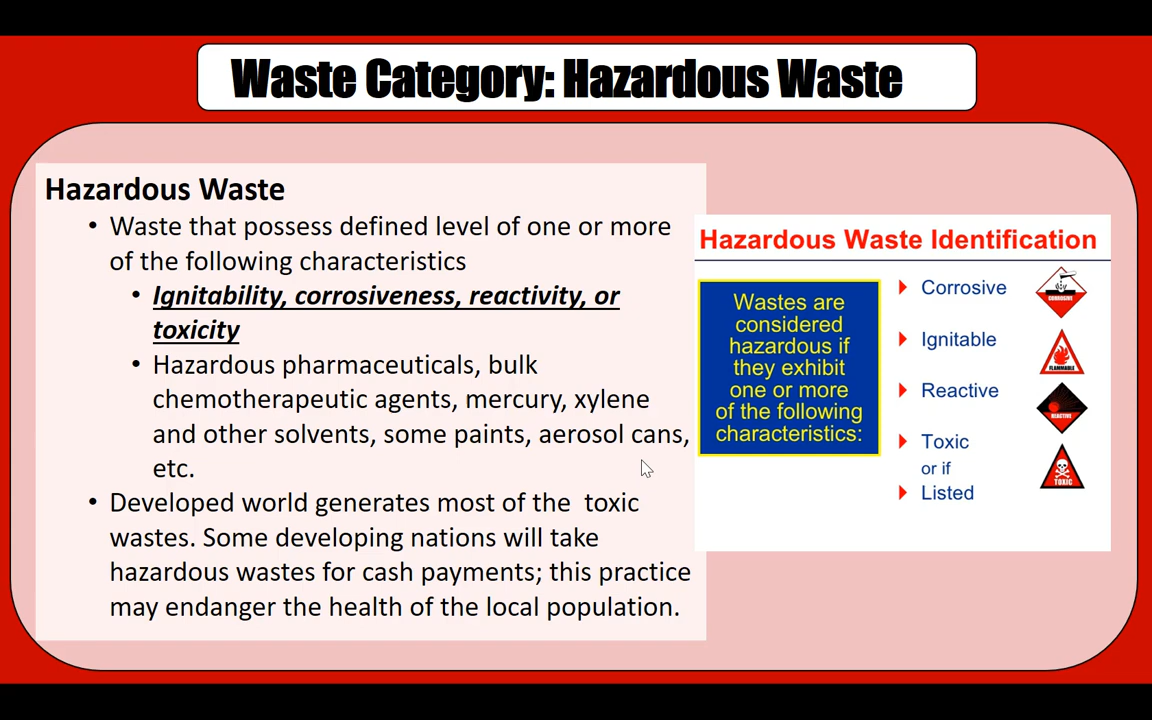 Waste Category: Hazardous Waste
Hazardous Waste
• Waste that possess defined level of one or more
of the following characteristics
• Ignitability, corrosiveness, reactivity, or
toxicity
• Hazardous pharmaceuticals, bulk
chemotherapeutic agents, mercury, xylene
and other solvents, some paints, aerosol cans,
etc.
• Developed world generates most of the  toxic
wastes. Some developing nations will take
hazardous wastes for cash payments; this practice
may endanger the health of the local population.
Hazardous Waste Identification
Wastes are
considered
hazardous if
they exhibit
one or more
of the following
characteristics:
Corrosive
CORROSIVE
Ignitable
FLAMMABLE
Reactive
REACTIVE
Toxic
TOXIC
or if
Listed